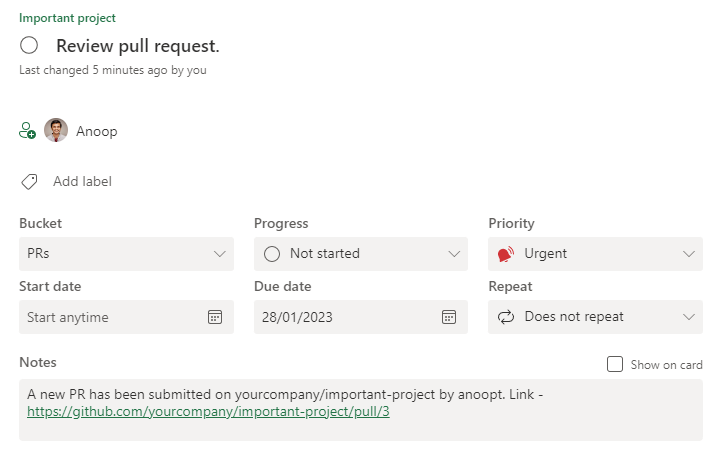 Important project
Review pull request.
Last changed 5 minutes ago by you
Anoop
Add label
Bucket
Progress
Priority
PRs
Not started
Urgent
Start date
Due date
Repeat
Start anytime
28/01/2023
Does not repeat
Notes
Show on card
A new PR has been submitted on yourcompany/important-project by anoopt. Link -
https://github.com/yourcompany/important-project/pull/3